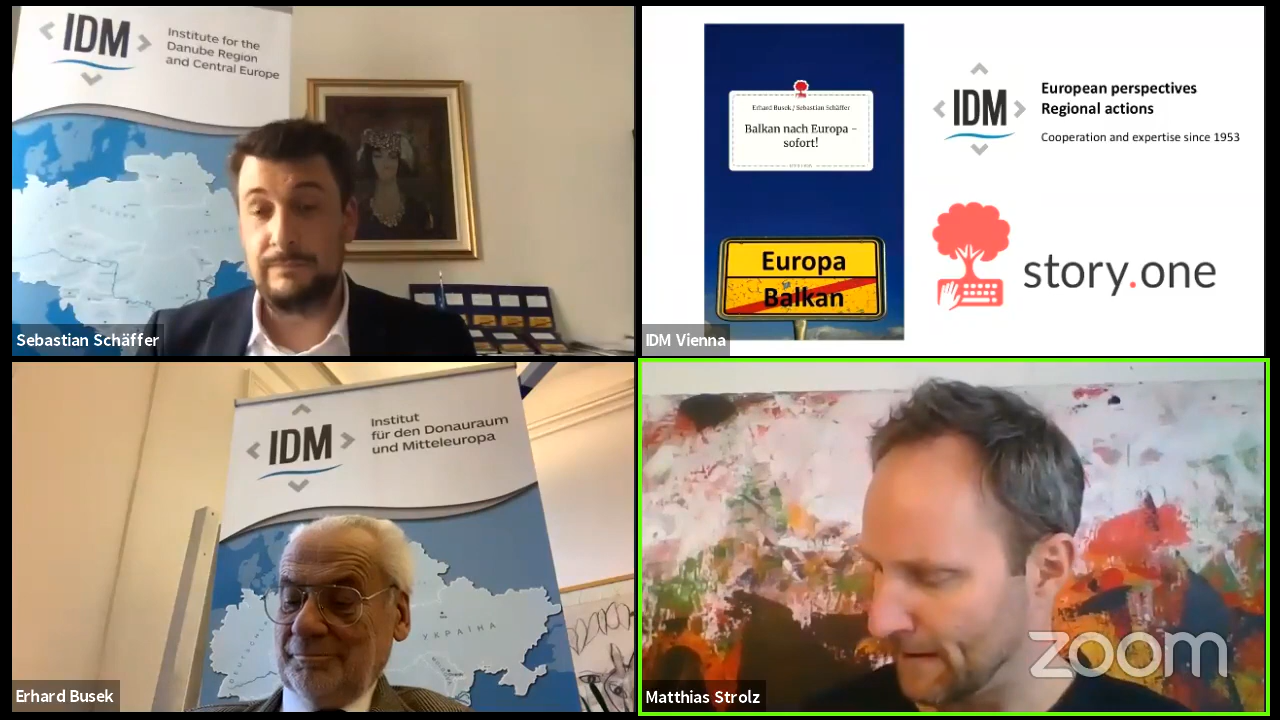 IDM
Institute for the
Danube Region
and Central Europe
Sebastian Schäffer
Erhard Busek / Sebastian Schäffer
Balkan nach Europa –
sofort!
Europa
Balkan
IDM
European perspectives
Regional actions
Cooperation and expertise since 1953
story.one
IDM Vienna
IDM
Institut
für den Donauraum
und Mitteleuropa
УКРАЇНА
Erhard Busek
Matthias Strolz
zoom